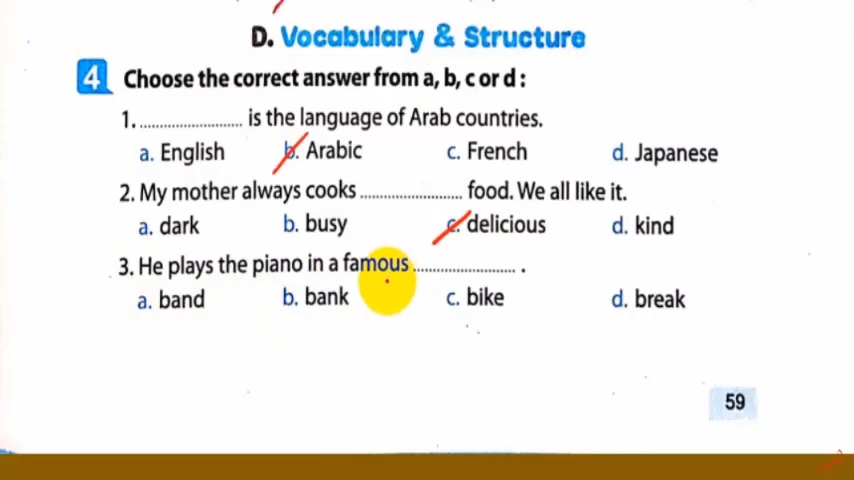 D. Vocabulary & Structure
4 Choose the correct answer from a, b, c or d :
1. ........................ is the language of Arab countries.
a. English b. Arabic c. French d. Japanese
2. My mother always cooks ........................ food. We all like it.
a. dark b. busy c. delicious d. kind
3. He plays the piano in a famous ........................ .
a. band b. bank c. bike d. break
59